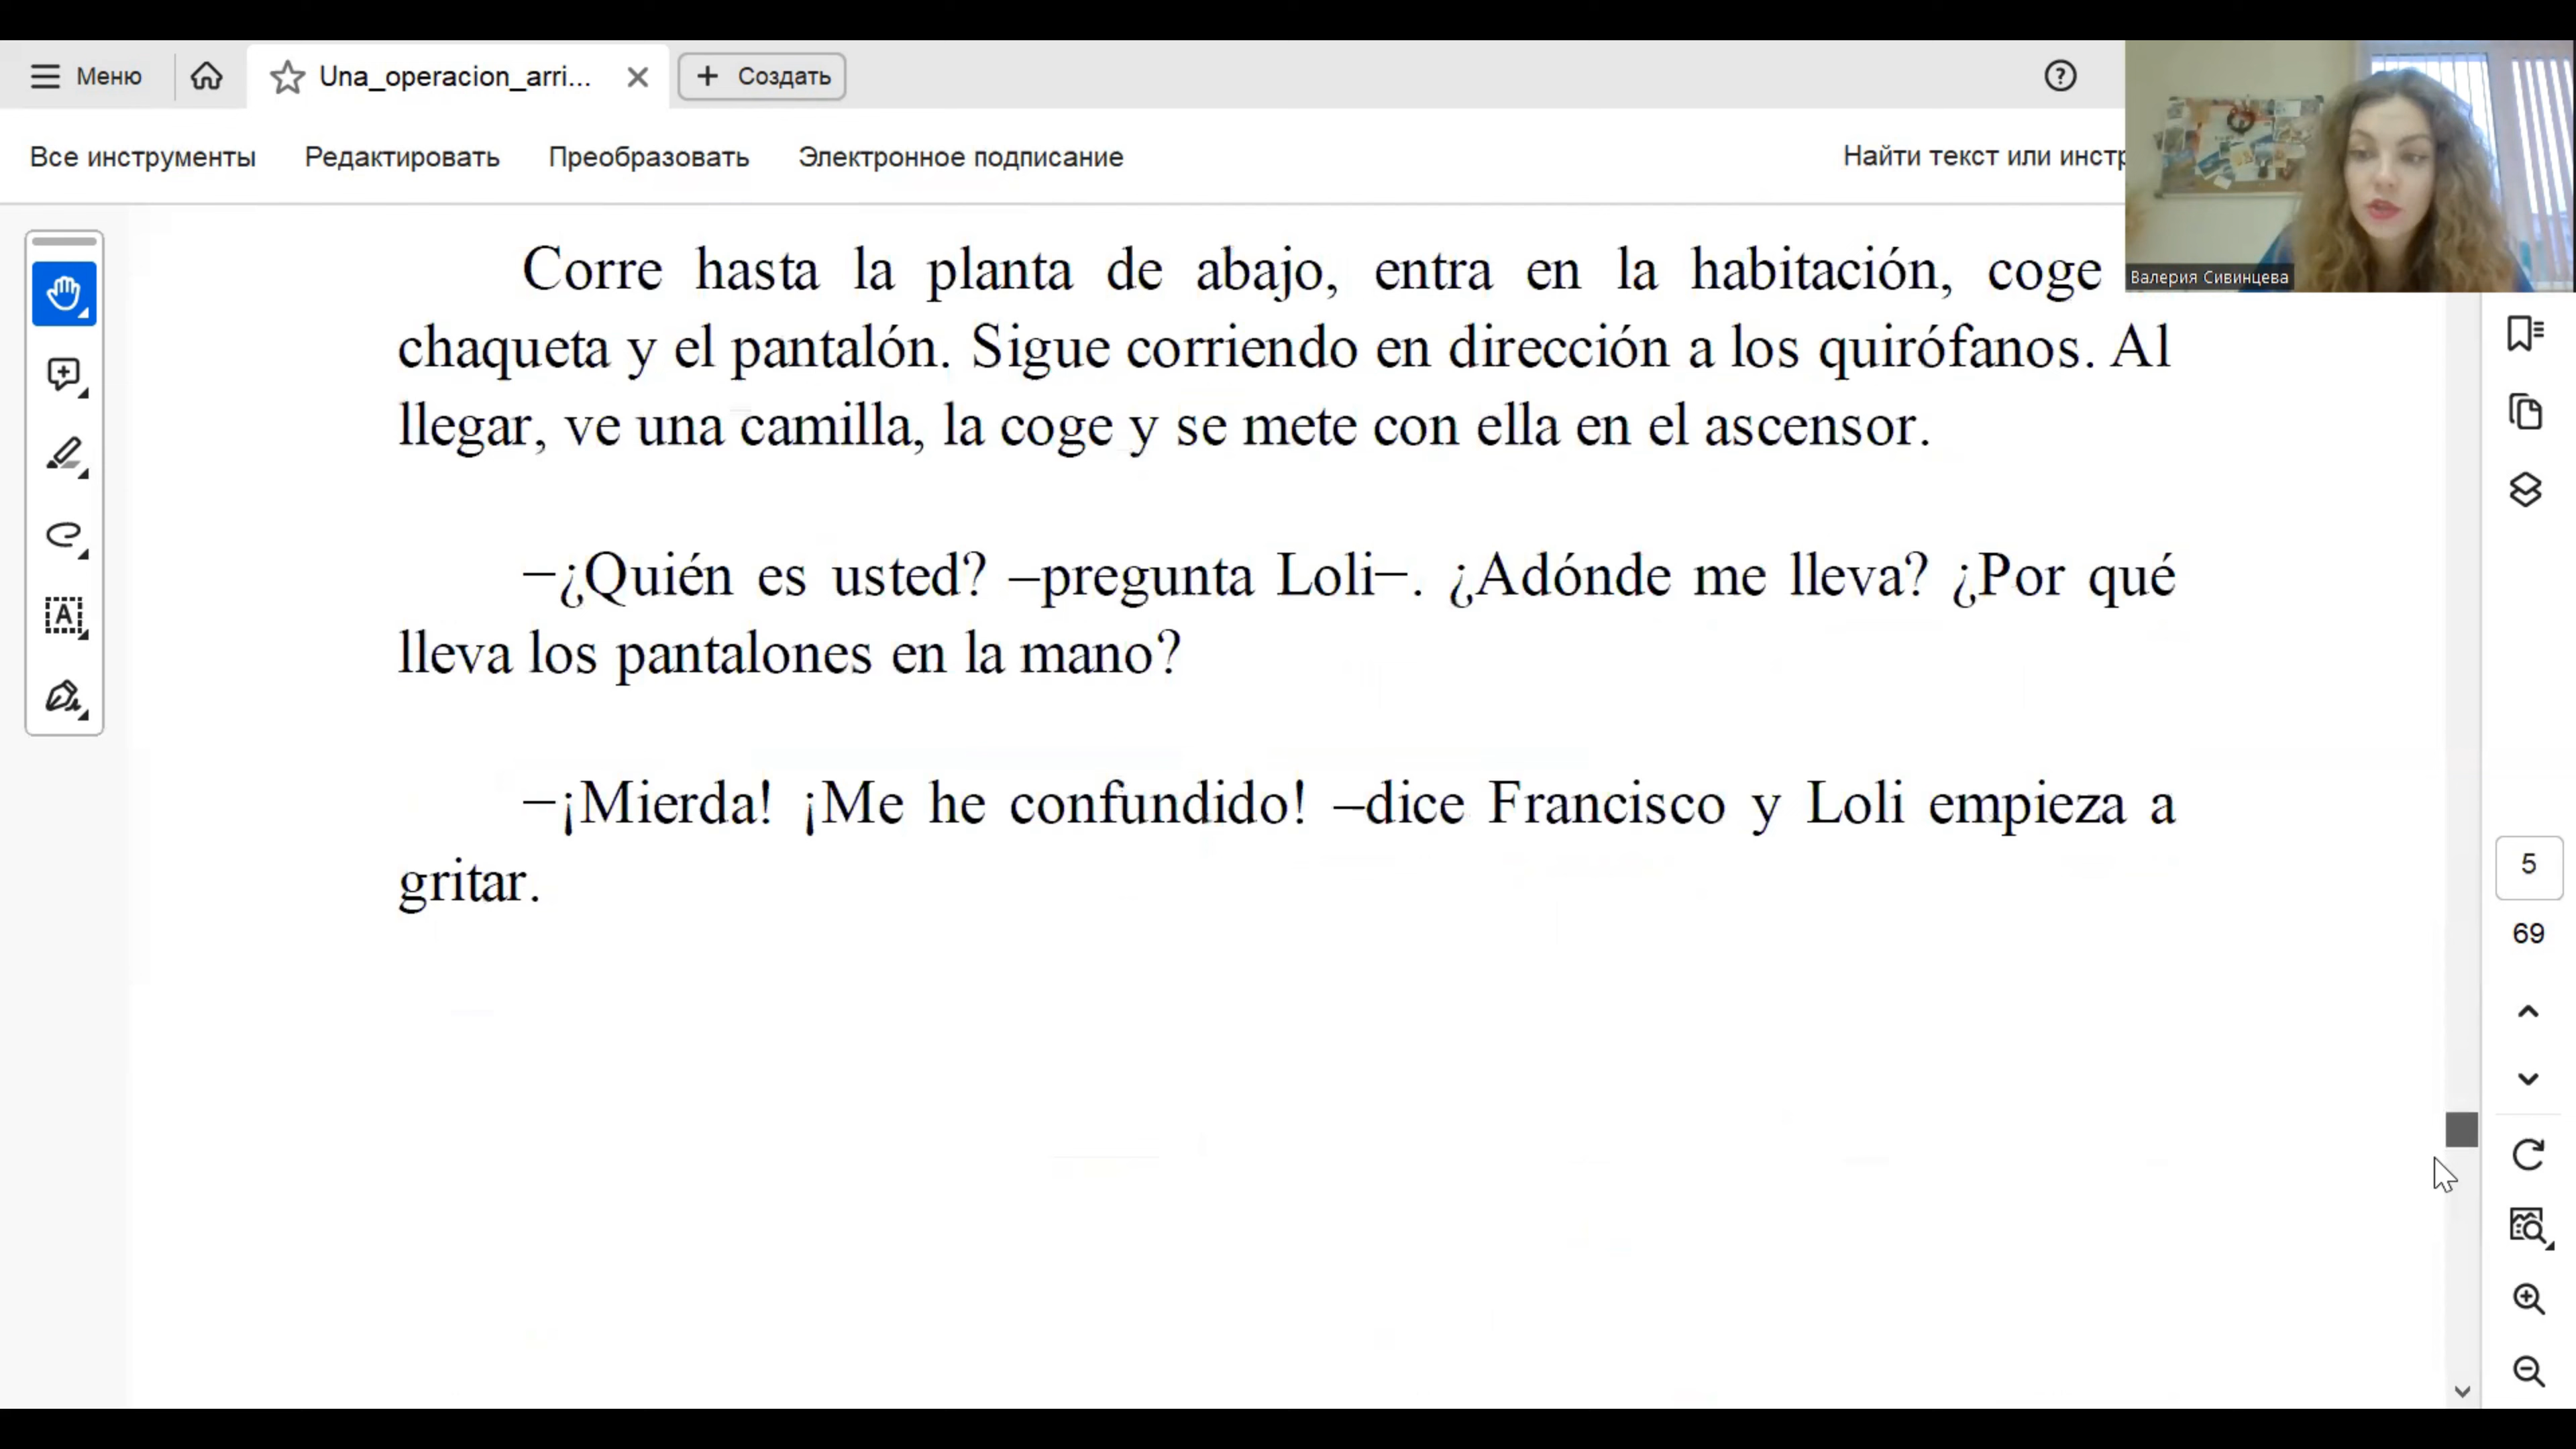 Меню
Una_operacion_arri...
Создать
Все инструменты
Редактировать
Преобразовать
Электронное подписание
Найти текст или инстр
Валерия Сивинцева
Corre hasta la planta de abajo, entra en la habitación, coge
chaqueta y el pantalón. Sigue corriendo en dirección a los quirófanos. Al
llegar, ve una camilla, la coge y se mete con ella en el ascensor.
–¿Quién es usted? –pregunta Loli–. ¿Adónde me lleva? ¿Por qué
lleva los pantalones en la mano?
–¡Mierda! ¡Me he confundido! –dice Francisco y Loli empieza a
gritar.
5
69